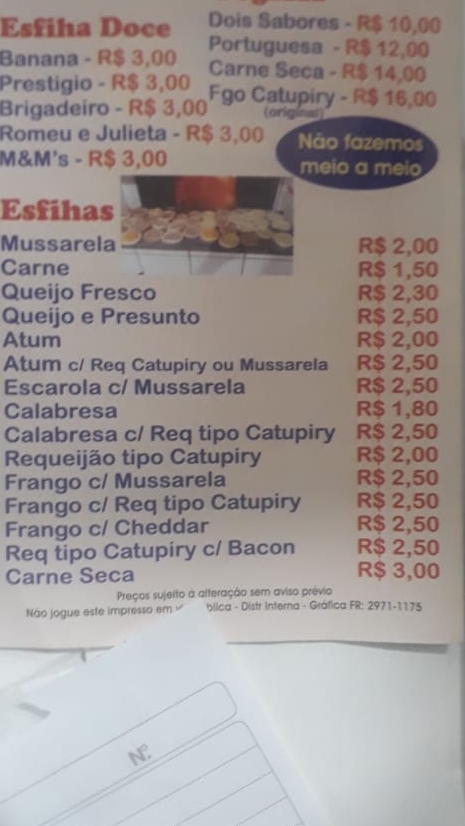 Esfiha Doce
Banana - R$ 3,00
Prestigio - R$ 3,00
Brigadeiro - R$ 3,00
Romeu e Julieta - R$ 3,00
M&M's - R$ 3,00
Dois Sabores - R$ 10,00
Portuguesa - R$ 12,00
Carne Seca - R$ 14,00
Fgo Catupiry - R$ 16,00
(original)
Não fazemos
meio a meio
Esfihas
Mussarela R$ 2,00
Carne R$ 1,50
Queijo Fresco R$ 2,30
Queijo e Presunto R$ 2,50
Atum R$ 2,00
Atum c/ Req Catupiry ou Mussarela R$ 2,50
Escarola c/ Mussarela R$ 2,50
Calabresa R$ 1,80
Calabresa c/ Req tipo Catupiry R$ 2,50
Requeijão tipo Catupiry R$ 2,00
Frango c/ Mussarela R$ 2,50
Frango c/ Req tipo Catupiry R$ 2,50
Frango c/ Cheddar R$ 2,50
Req tipo Catupiry c/ Bacon R$ 2,50
Carne Seca R$ 3,00
Preços sujeito à alteração sem aviso prévio
Não jogue este impresso em - Distr Interna - Gráfica FR: 2971-1175
Nº.